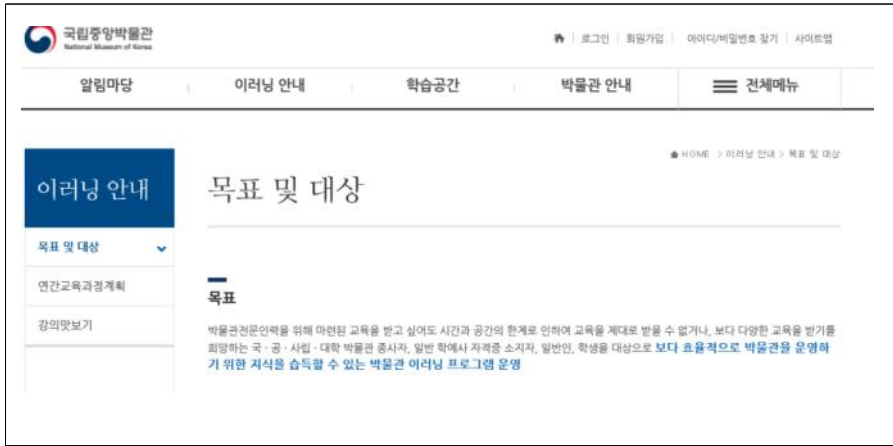 국립중앙박물관
National Museum of Korea
로그인 | 회원가입 | 아이디/비밀번호 찾기 | 사이트맵
알림마당 | 이러닝 안내 | 학습공간 | 박물관 안내 | 전체메뉴
HOME > 이러닝 안내 > 목표 및 대상
이러닝 안내
목표 및 대상
연간교육과정계획
강의맛보기
목표 및 대상
목표
박물관전문인력을 위해 마련된 교육을 받고 싶어도 시간과 공간의 한계로 인하여 교육을 제대로 받을 수 없거나, 보다 다양한 교육을 받기를
희망하는 국·공·사립·대학 박물관 종사자, 일반 학예사 자격증 소지자, 일반인, 학생을 대상으로 보다 효율적으로 박물관을 운영하
기 위한 지식을 습득할 수 있는 박물관 이러닝 프로그램 운영